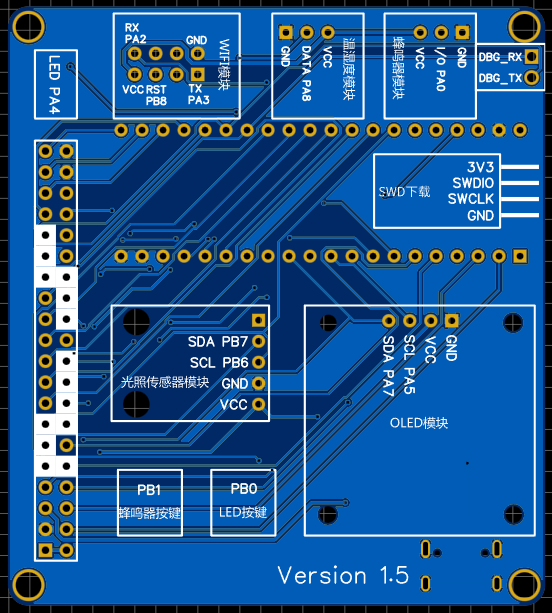 LED PA4
RX
PA2
GND
VCC
RST
PB8
TX
PA3
WIFI模块
GND
DATA PA8
VCC
温湿度模块
蜂鸣器模块
VCC
I/O PA0
GND
DBG_RX
DBG_TX
SWD下载
3V3
SWDIO
SWCLK
GND
SDA PB7
SCL PB6
GND
VCC
光照传感器模块
SDA PA7
SCL PA5
VCC
GND
OLED模块
PB1
蜂鸣器按键
PB0
LED按键
Version 1.5